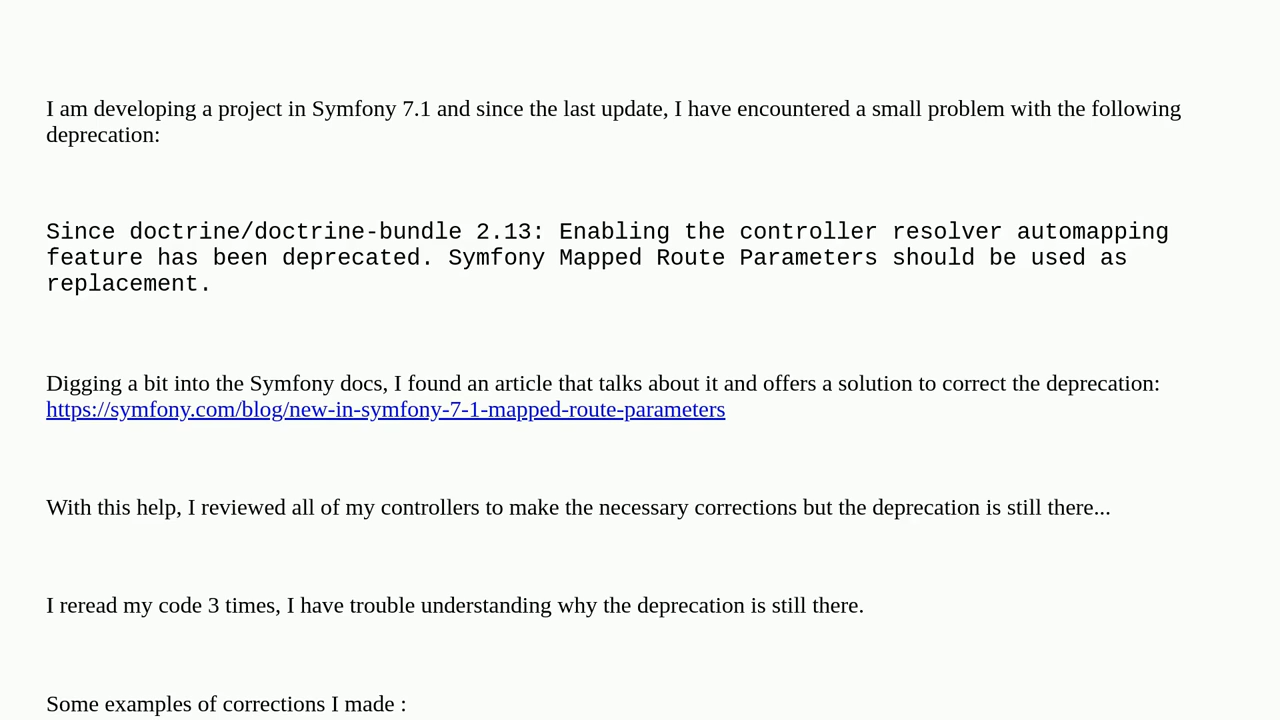 I am developing a project in Symfony 7.1 and since the last update, I have encountered a small problem with the following
deprecation:
Since doctrine/doctrine-bundle 2.13: Enabling the controller resolver automapping
feature has been deprecated. Symfony Mapped Route Parameters should be used as
replacement.
Digging a bit into the Symfony docs, I found an article that talks about it and offers a solution to correct the deprecation:
https://symfony.com/blog/new-in-symfony-7-1-mapped-route-parameters
With this help, I reviewed all of my controllers to make the necessary corrections but the deprecation is still there...
I reread my code 3 times, I have trouble understanding why the deprecation is still there.
Some examples of corrections I made :